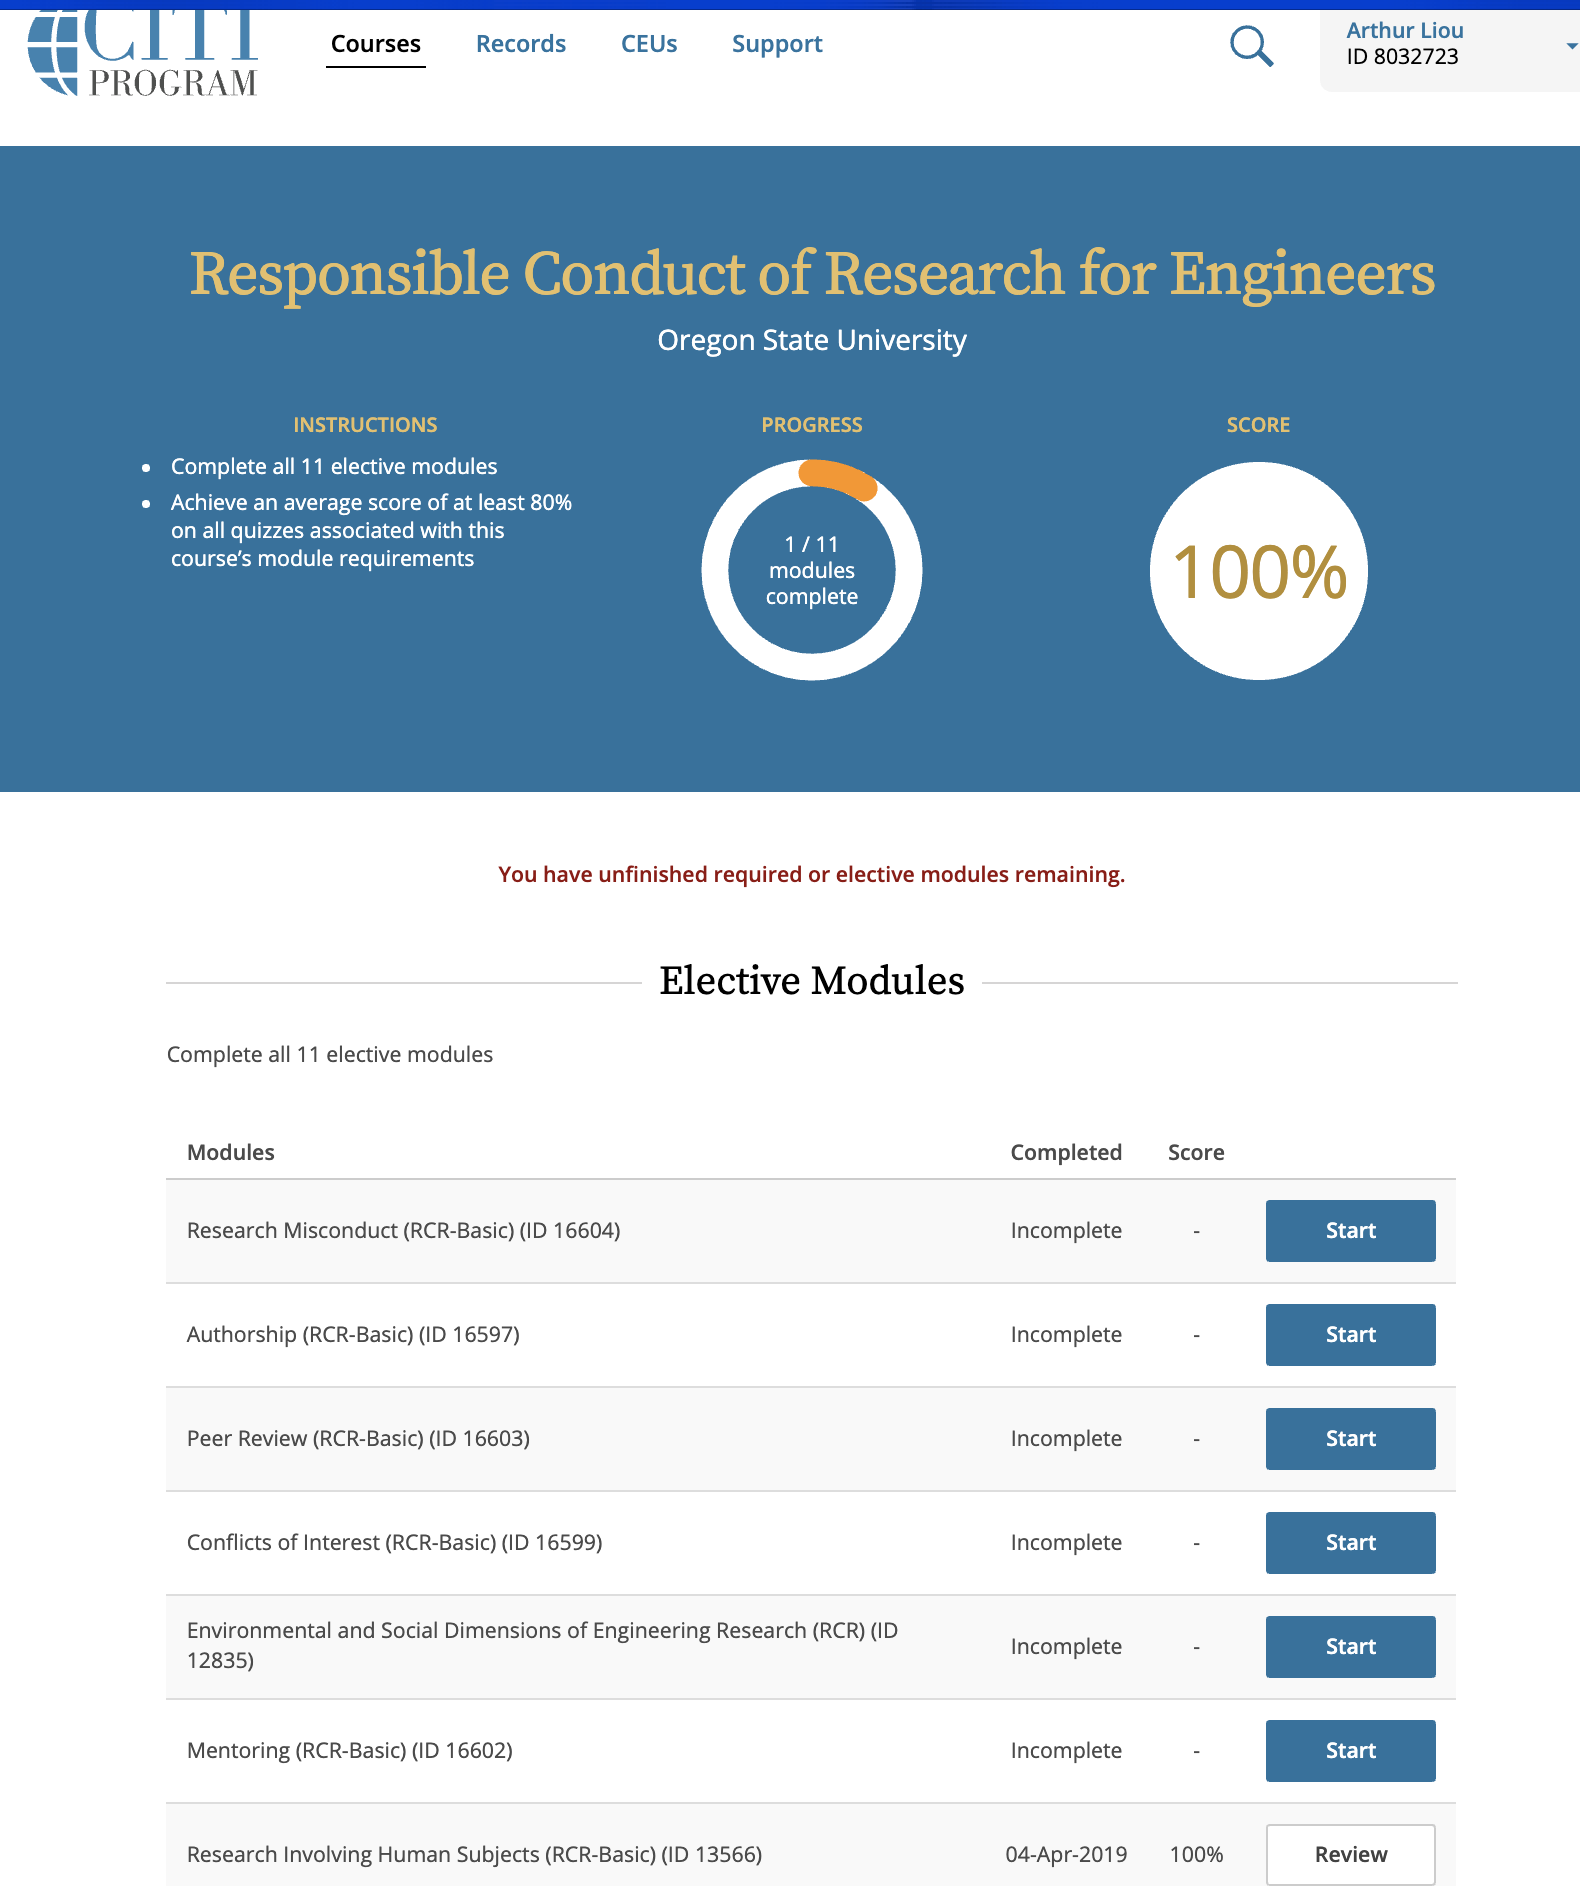 CITI
PROGRAM
Courses Records CEUs Support
Arthur Liou
ID 8032723
Responsible Conduct of Research for Engineers
Oregon State University
INSTRUCTIONS
• Complete all 11 elective modules
• Achieve an average score of at least 80%
on all quizzes associated with this
course’s module requirements
PROGRESS
1 / 11
modules
complete
SCORE
100%
You have unfinished required or elective modules remaining.
Elective Modules
Complete all 11 elective modules
Modules Completed Score
Research Misconduct (RCR-Basic) (ID 16604) Incomplete - Start
Authorship (RCR-Basic) (ID 16597) Incomplete - Start
Peer Review (RCR-Basic) (ID 16603) Incomplete - Start
Conflicts of Interest (RCR-Basic) (ID 16599) Incomplete - Start
Environmental and Social Dimensions of Engineering Research (RCR) (ID
12835) Incomplete - Start
Mentoring (RCR-Basic) (ID 16602) Incomplete - Start
Research Involving Human Subjects (RCR-Basic) (ID 13566) 04-Apr-2019 100% Review